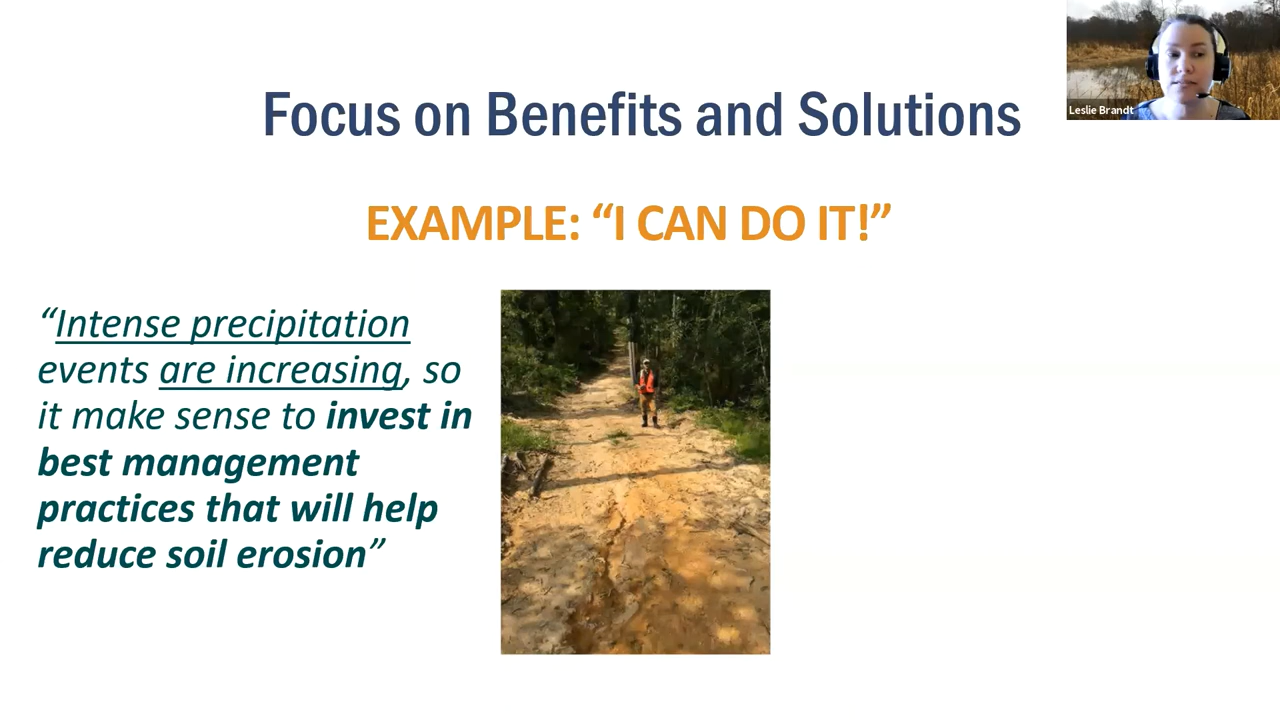 Focus on Benefits and Solutions
Leslie Brandt
EXAMPLE: “I CAN DO IT!”
“Intense precipitation
events are increasing, so
it make sense to invest in
best management
practices that will help
reduce soil erosion”